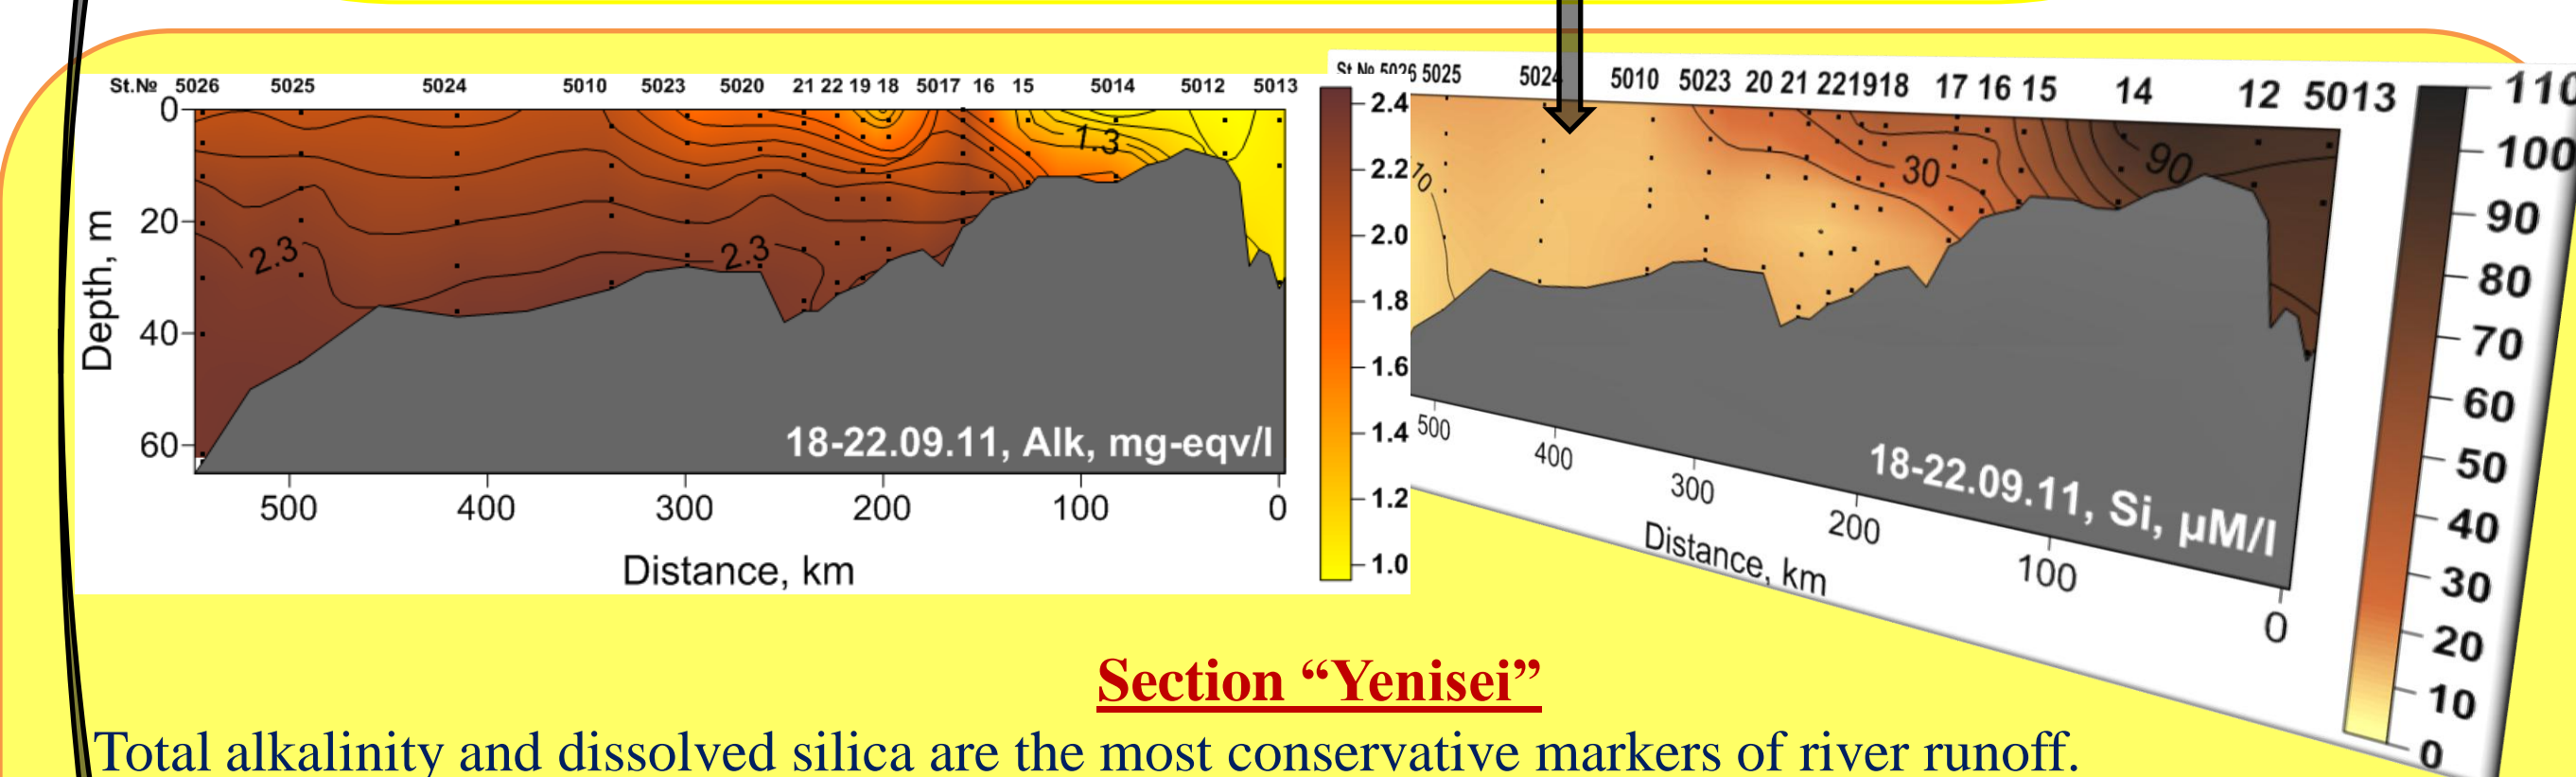 St.№ 5026 5025 5024 5010 5023 5020 21 22 19 18 5017 16 15 5014 5012 5013
0
20
40
60
Depth, m
1.3
2.3
2.3
18-22.09.11, Alk, mg-eqv/l
500 400 300 200 100 0
Distance, km
2.4
2.2
2.0
1.8
1.6
1.4
1.2
1.0
St.№ 5026 5025 5024 5010 5023 20 21 221918 17 16 15 14 12 5013
10
30
90
18-22.09.11, Si, µM/l
500 400 300 200 100 0
Distance, km
110
100
90
80
70
60
50
40
30
20
10
0
Section “Yenisei”
Total alkalinity and dissolved silica are the most conservative markers of river runoff.